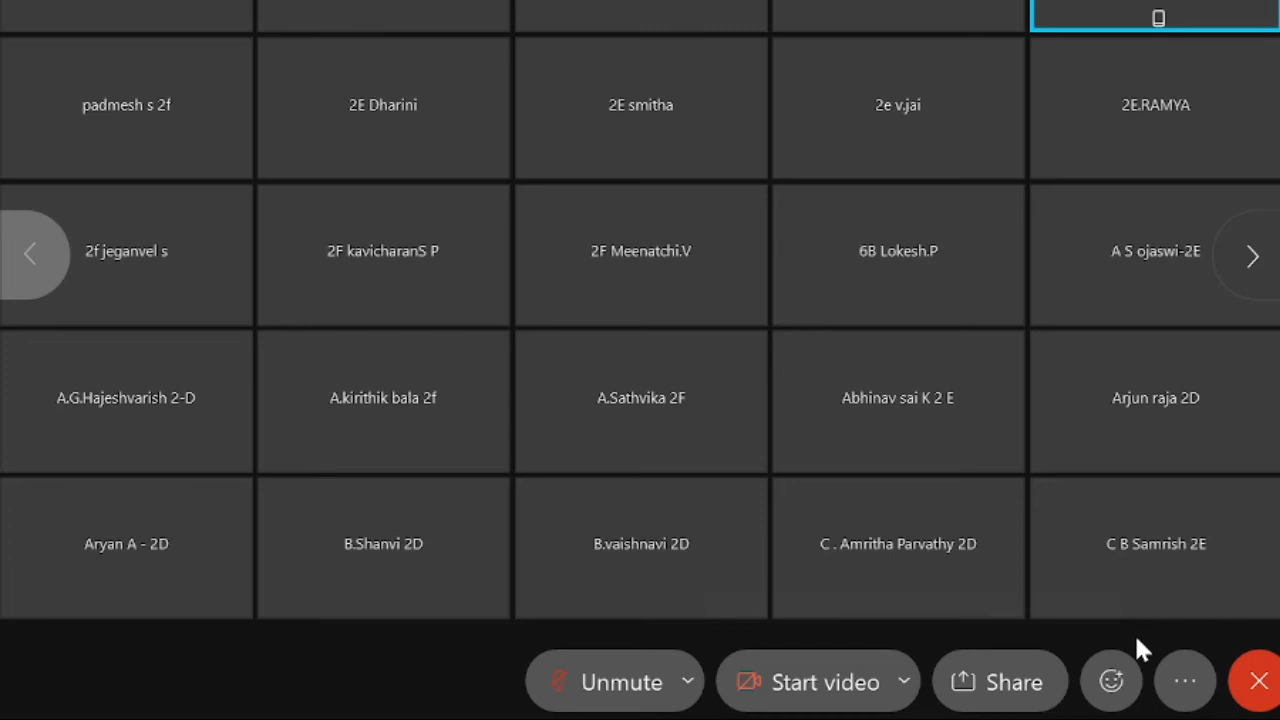 padmesh s 2f
2E Dharini
2E smitha
2e v.jai
2E.RAMYA
2f jeganvel s
2F kavicharanS P
2F Meenatchi.V
6B Lokesh.P
A S ojaswi-2E
A.G.Hajeshvarish 2-D
A.kirithik bala 2f
A.Sathvika 2F
Abhinav sai K 2 E
Arjun raja 2D
Aryan A - 2D
B.Shanvi 2D
B.vaishnavi 2D
C . Amritha Parvathy 2D
C B Samrish 2E
Unmute
Start video
Share